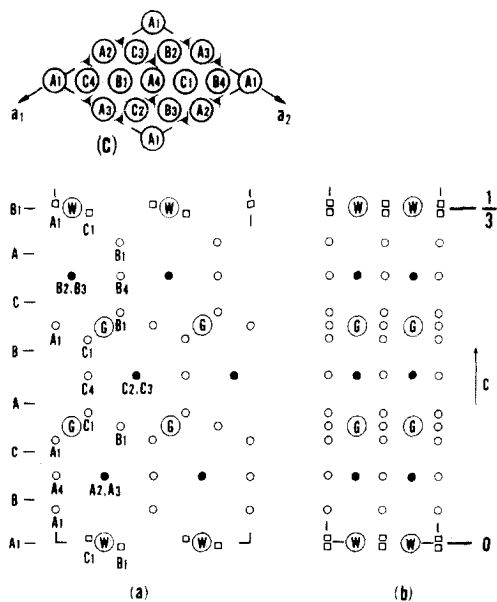 A1
A2 C3 B2 A3
A1 C4 B1 A4 C1 B4 A1
a1 A3 C2 B3 A2 a2
A1
(C)
B1 W W W W 1/3
A1 C1
A B1
B2,B3 B4
C
A1 G B1 G G G
C1
B
C4 C2,C3 C
A
G C1 B1 G G G
A1
C
A4 A2,A3
B
A1
A1 W W W W 0
C1 B1
(a) (b)